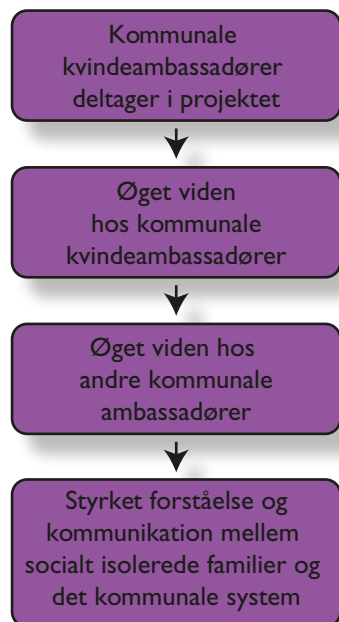 Kommunale
kvindeambassadører
deltager i projektet
Øget viden
hos kommunale
kvindeambassadører
Øget viden hos
andre kommunale
ambassadører
Styrket forståelse og
kommunikation mellem
socialt isolerede familier og
det kommunale system